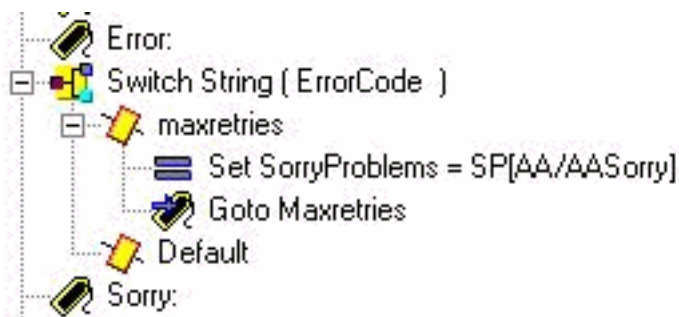 Error:
Switch String ( ErrorCode  )
maxretries
Set SorryProblems = SP[AA/AASorry]
Goto Maxretries
Default
Sorry: